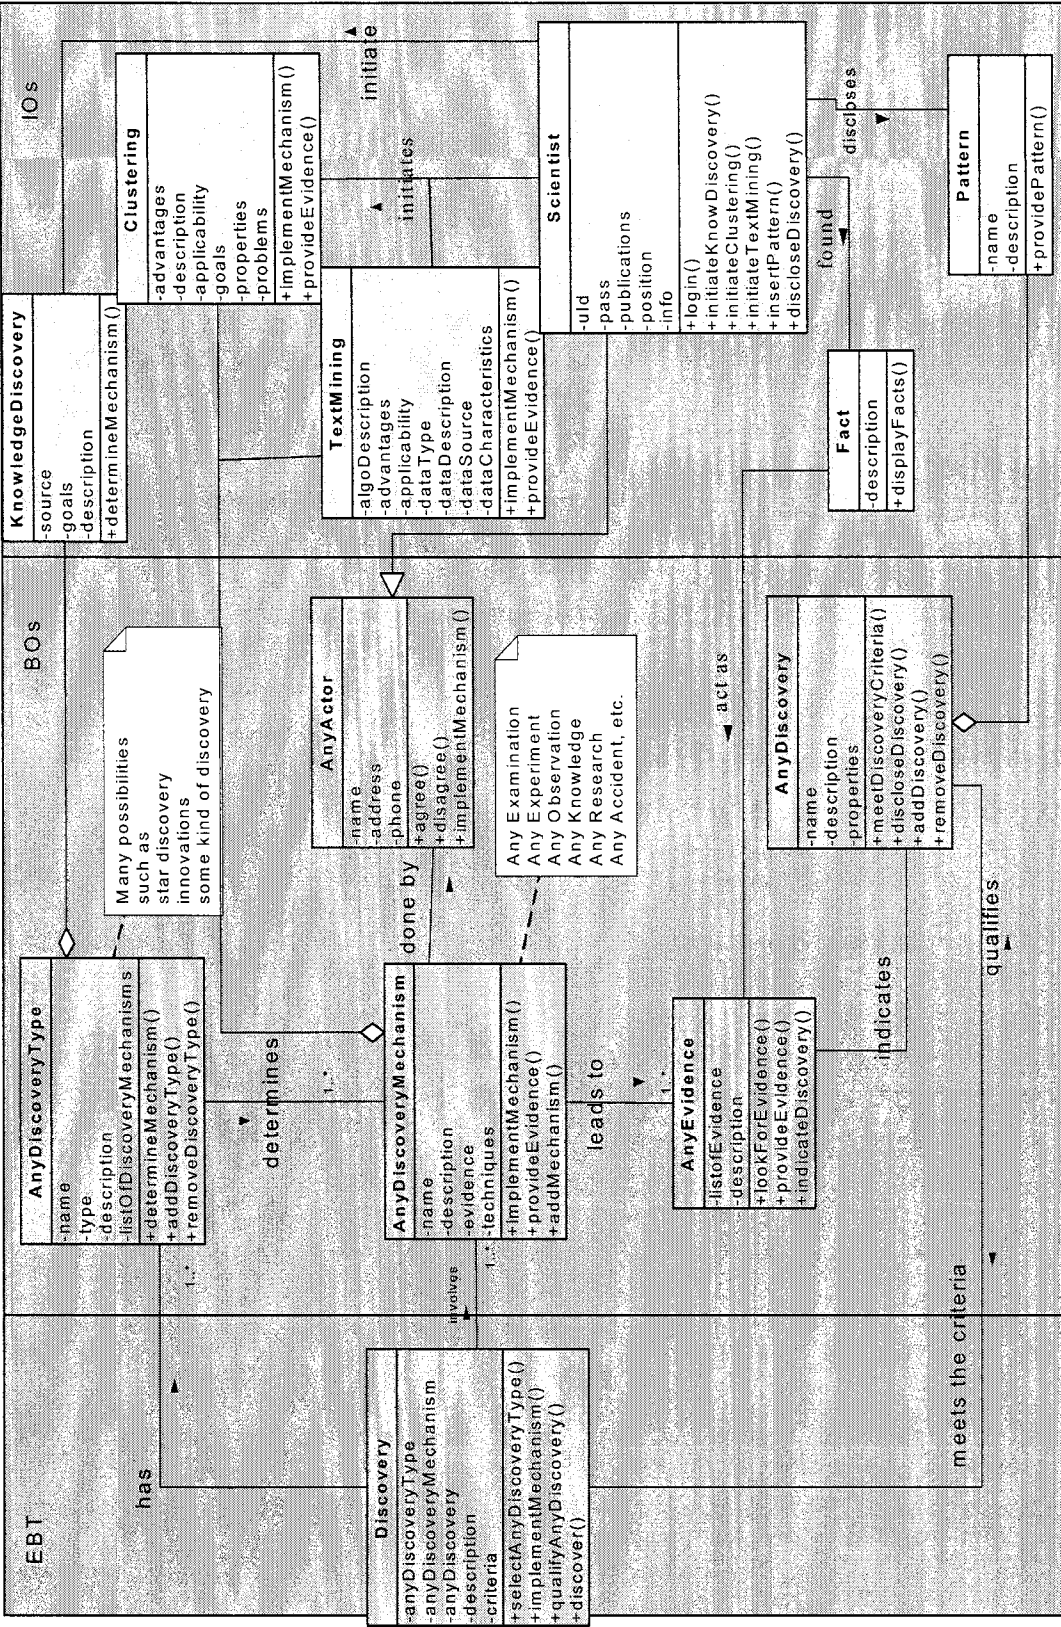 EBT
BOs
IOs
Discovery
-anyDiscoveryType
-anyDiscoveryMechanism
-anyDiscovery
-description
-criteria
+selectAnyDiscoveryType()
+implementMechanism()
+qualifyAnyDiscovery()
+discover()
has
1..*
involves
1..*
meets the criteria
qualifies
AnyDiscoveryType
-name
-type
-description
-listOfDiscoveryMechanisms
+determineMechanism()
+addDiscoveryType()
+removeDiscoveryType()
determines
1..*
Many possibilities
such as
star discovery
innovations
some kind of discovery
AnyDiscoveryMechanism
-name
-description
-evidence
-techniques
+ImplementMechanism()
+provideEvidence()
+addMechanism()
done by
leads to
1..*
AnyActor
-name
-address
-phone
+agree()
+disagree()
+implementMechanism()
Any Examination
Any Experiment
Any Observation
Any Knowledge
Any Research
Any Accident, etc.
AnyEvidence
-listofEvidence
-description
+lookForEvidence()
+provideEvidence()
+indicateDiscovery()
indicates
act as
AnyDiscovery
-name
-description
-properties
+meetDiscoveryCriteria()
+discloseDiscovery()
+addDiscovery()
+removeDiscovery()
KnowledgeDiscovery
-source
-goals
-description
+determineMechanism()
Clustering
-advantages
-description
-applicability
-goals
-properties
-problems
+implementMechanism()
+provideEvidence()
initiate
initiates
TextMining
-algoDescription
-advantages
-applicability
-dataType
-dataDescription
-dataSource
-dataCharacteristics
+implementMechanism()
+provideEvidence()
Scientist
-uId
-pass
-publications
-position
-info
+login()
+initiateKnowDiscovery()
+initiateClustering()
+initiateTextMining()
+insertPattern()
+discloseDiscovery()
found
discloses
Fact
-description
+displayFacts()
Pattern
-name
-description
+providePattern()